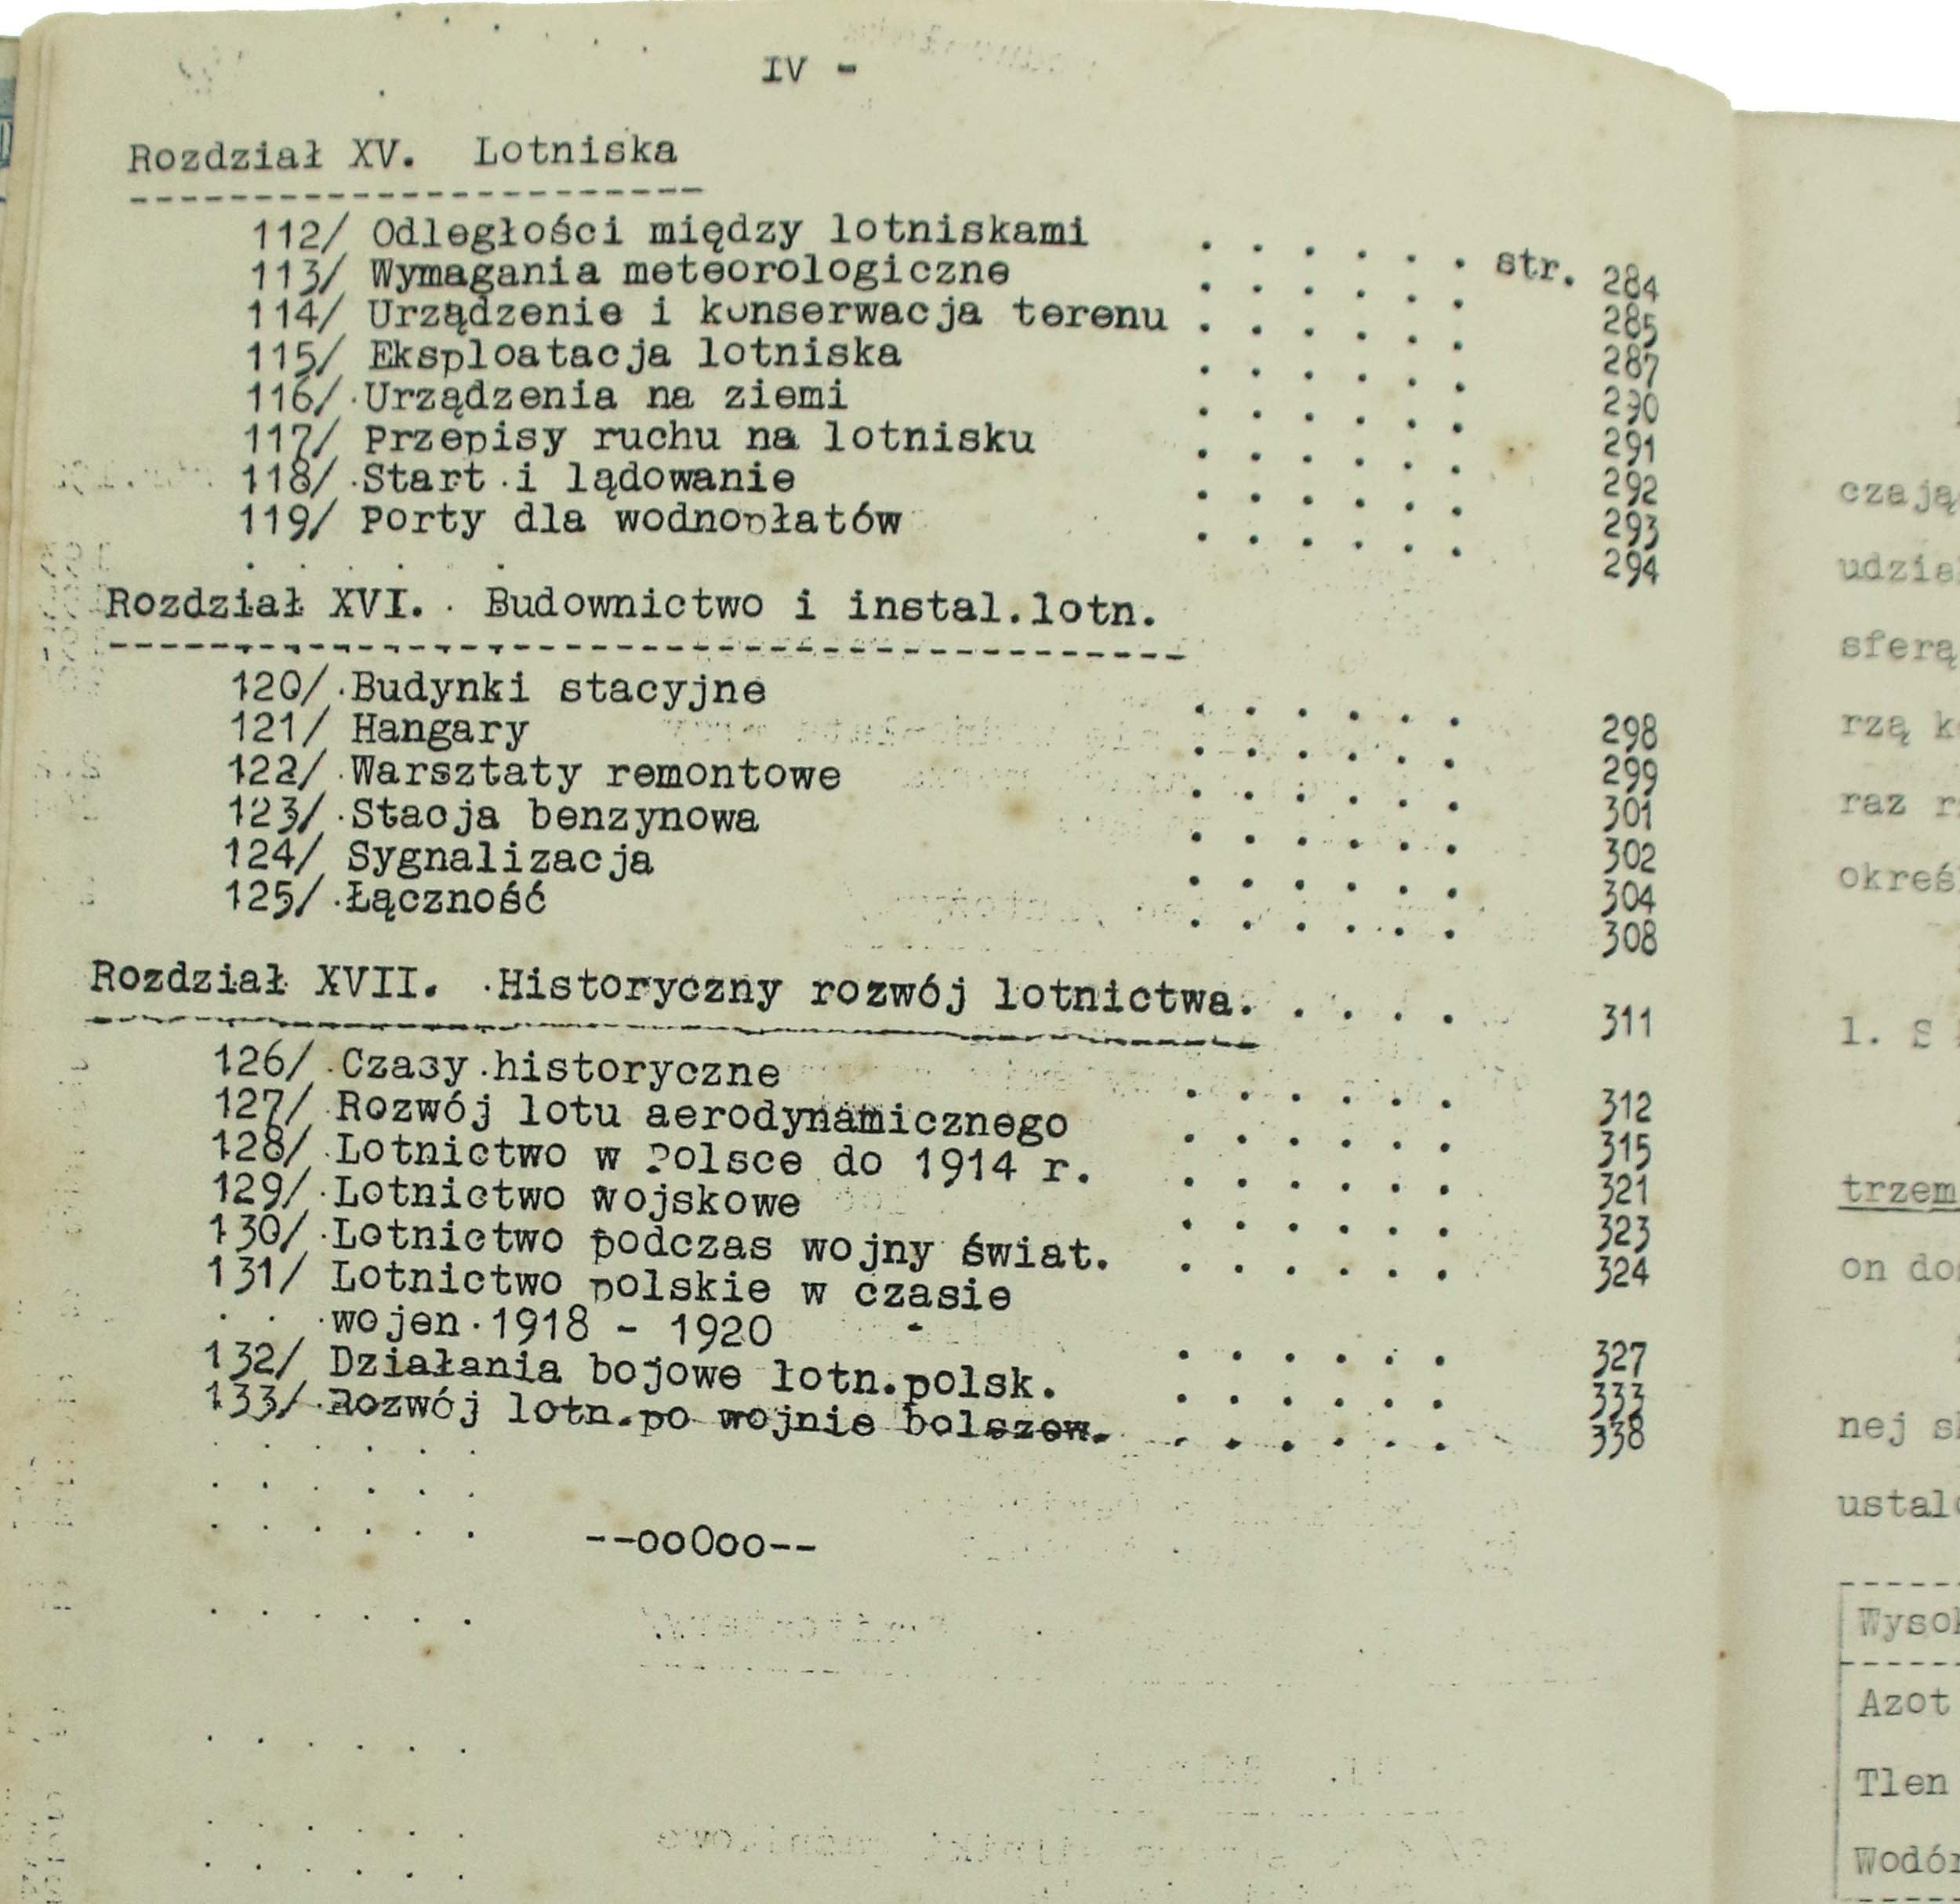 IV -
Rozdział XV. Lotniska
112/ Odległości między lotniskami . . . . . . str. 284
113/ Wymagania meteorologiczne . . . . . . 285
114/ Urządzenie i konserwacja terenu . . . . . . 287
115/ Eksploatacja lotniska . . . . . . 290
116/ Urządzenia na ziemi . . . . . . 291
117/ Przepisy ruchu na lotnisku . . . . . . 292
118/ Start i lądowanie . . . . . . 293
119/ Porty dla wodnopłatów . . . . . . 294
Rozdział XVI. Budownictwo i instal.lotn.
120/ Budynki stacyjne . . . . . . 298
121/ Hangary . . . . . . 299
122/ Warsztaty remontowe . . . . . . 301
123/ Stacja benzynowa . . . . . . 302
124/ Sygnalizacja . . . . . . 304
125/ Łączność . . . . . . 308
Rozdział XVII. Historyczny rozwój lotnictwa. . . . . 311
126/ Czasy historyczne . . . . . . 312
127/ Rozwój lotu aerodynamicznego . . . . . . 315
128/ Lotnictwo w Polsce do 1914 r. . . . . . . 321
129/ Lotnictwo wojskowe . . . . . . 323
130/ Lotnictwo podczas wojny świat. . . . . . . 324
131/ Lotnictwo polskie w czasie
wojen 1918 - 1920 . . . . . . 327
132/ Działania bojowe lotn.polsk. . . . . . . 333
133/ Rozwój lotn.po wojnie bolszew. . . . . . . 338
--ooOoo--
czają
udzia
sferą
rzą k
raz r
okreś
1. S
trzem
on do
nej s
ustal
Wysok
Azot
Tlen
Wodór